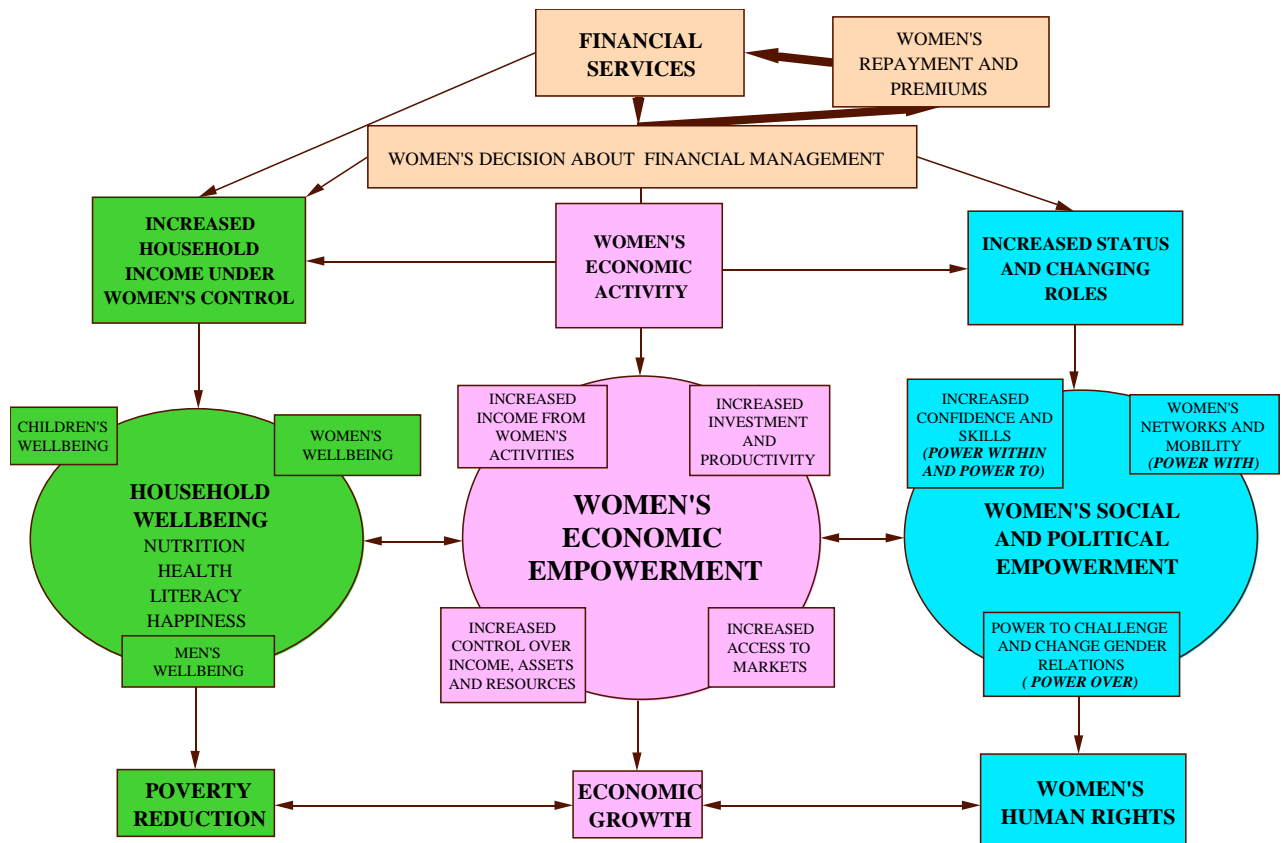 FINANCIAL
SERVICES
WOMEN'S
REPAYMENT AND
PREMIUMS
WOMEN'S DECISION ABOUT FINANCIAL MANAGEMENT
INCREASED
HOUSEHOLD
INCOME UNDER
WOMEN'S CONTROL
WOMEN'S
ECONOMIC
ACTIVITY
INCREASED STATUS
AND CHANGING
ROLES
CHILDREN'S
WELLBEING
WOMEN'S
WELLBEING
HOUSEHOLD
WELLBEING
NUTRITION
HEALTH
LITERACY
HAPPINESS
MEN'S
WELLBEING
INCREASED
INCOME FROM
WOMEN'S
ACTIVITIES
INCREASED
INVESTMENT
AND
PRODUCTIVITY
WOMEN'S
ECONOMIC
EMPOWERMENT
INCREASED
CONTROL OVER
INCOME, ASSETS
AND RESOURCES
INCREASED
ACCESS TO
MARKETS
INCREASED
CONFIDENCE AND
SKILLS
(POWER WITHIN
AND POWER TO)
WOMEN'S
NETWORKS AND
MOBILITY
(POWER WITH)
WOMEN'S SOCIAL
AND POLITICAL
EMPOWERMENT
POWER TO CHALLENGE
AND CHANGE GENDER
RELATIONS
( POWER OVER)
POVERTY
REDUCTION
ECONOMIC
GROWTH
WOMEN'S
HUMAN RIGHTS